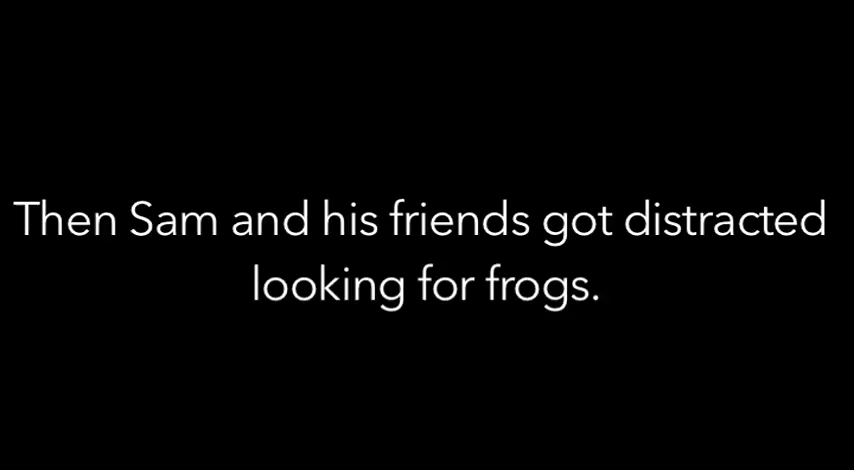 Then Sam and his friends got distracted
looking for frogs.